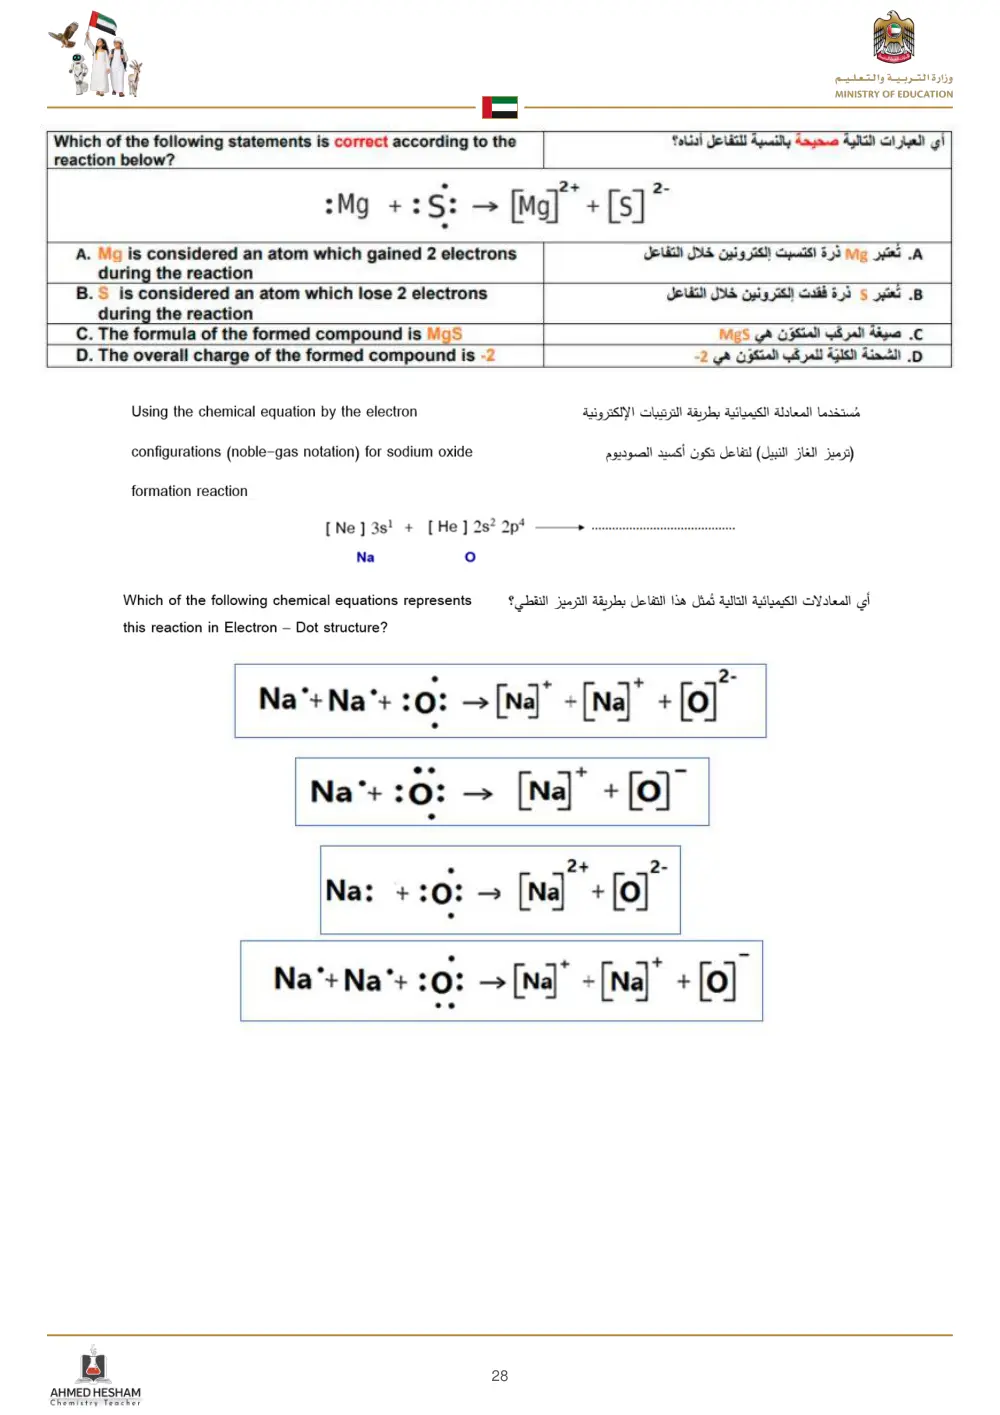 وزارة التـربـيـة والتـعـلـيـم
MINISTRY OF EDUCATION
Which of the following statements is correct according to the
reaction below?
أي العبارات التالية صحيحة بالنسبة للتفاعل أدناه؟
:Mg + :S: → [Mg]2+ + [S] 2-
A. Mg is considered an atom which gained 2 electrons
during the reaction
A. تُعتبر Mg ذرة اكتسبت إلكترونين خلال التفاعل
B. S is considered an atom which lose 2 electrons
during the reaction
B. تُعتبر S ذرة فقدت إلكترونين خلال التفاعل
C. The formula of the formed compound is MgS
C. صيغة المركّب المتكوّن هي MgS
D. The overall charge of the formed compound is -2
D. الشحنة الكليّة للمركّب المتكوّن هي 2-
Using the chemical equation by the electron
مُستخدما المعادلة الكيميائية بطريقة الترتيبات الإلكترونية
configurations (noble-gas notation) for sodium oxide
(ترميز الغاز النبيل) لتفاعل تكون أكسيد الصوديوم
formation reaction
[ Ne ] 3s¹ + [ He ] 2s² 2p⁴ ⟶ ..........................................
Na O
Which of the following chemical equations represents
أي المعادلات الكيميائية التالية تُمثل هذا التفاعل بطريقة الترميز النقطي؟
this reaction in Electron – Dot structure?
Na• + Na• + :O: → [Na]+ + [Na]+ + [O]2-
Na• + :O: → [Na]+ + [O]−
Na: + :O: → [Na]2+ + [O]2-
Na• + Na• + :O: → [Na]+ + [Na]+ + [O]−
28
AHMED HESHAM
Chemistry Teacher